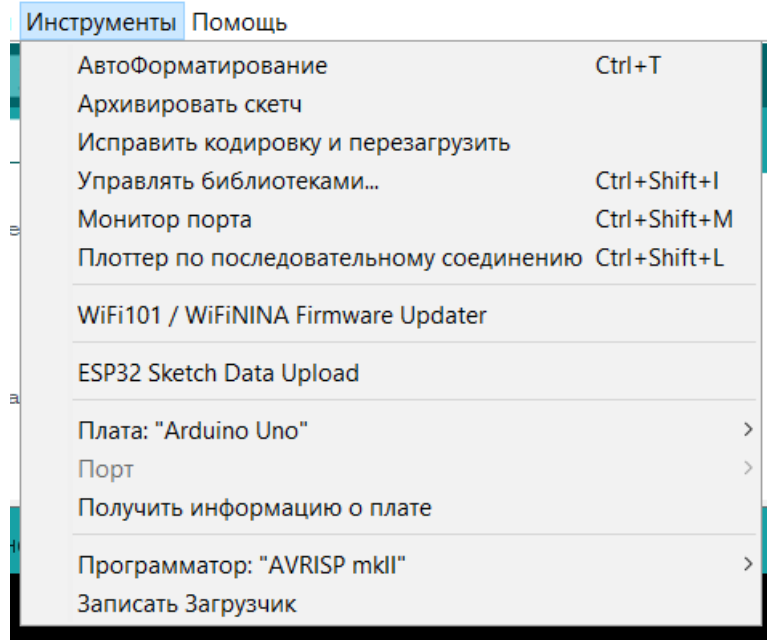 Инструменты Помощь
АвтоФорматирование Ctrl+T
Архивировать скетч
Исправить кодировку и перезагрузить
Управлять библиотеками... Ctrl+Shift+I
Монитор порта Ctrl+Shift+M
Плоттер по последовательному соединению Ctrl+Shift+L
WiFi101 / WiFiNINA Firmware Updater
ESP32 Sketch Data Upload
Плата: "Arduino Uno"
Порт
Получить информацию о плате
Программатор: "AVRISP mkII"
Записать Загрузчик